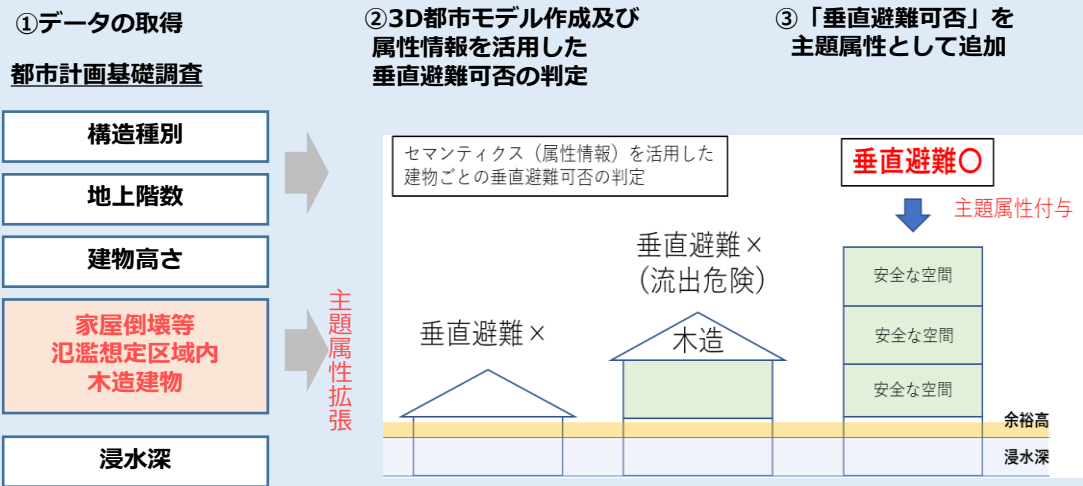 ①データの取得
都市計画基礎調査
構造種別
地上階数
建物高さ
家屋倒壊等
氾濫想定区域内
木造建物
浸水深
主題属性拡張
②3D都市モデル作成及び
属性情報を活用した
垂直避難可否の判定
③「垂直避難可否」を
主題属性として追加
セマンティクス（属性情報）を活用した
建物ごとの垂直避難可否の判定
垂直避難〇
主題属性付与
垂直避難×
（流出危険）
垂直避難×
木造
安全な空間
安全な空間
安全な空間
余裕高
浸水深